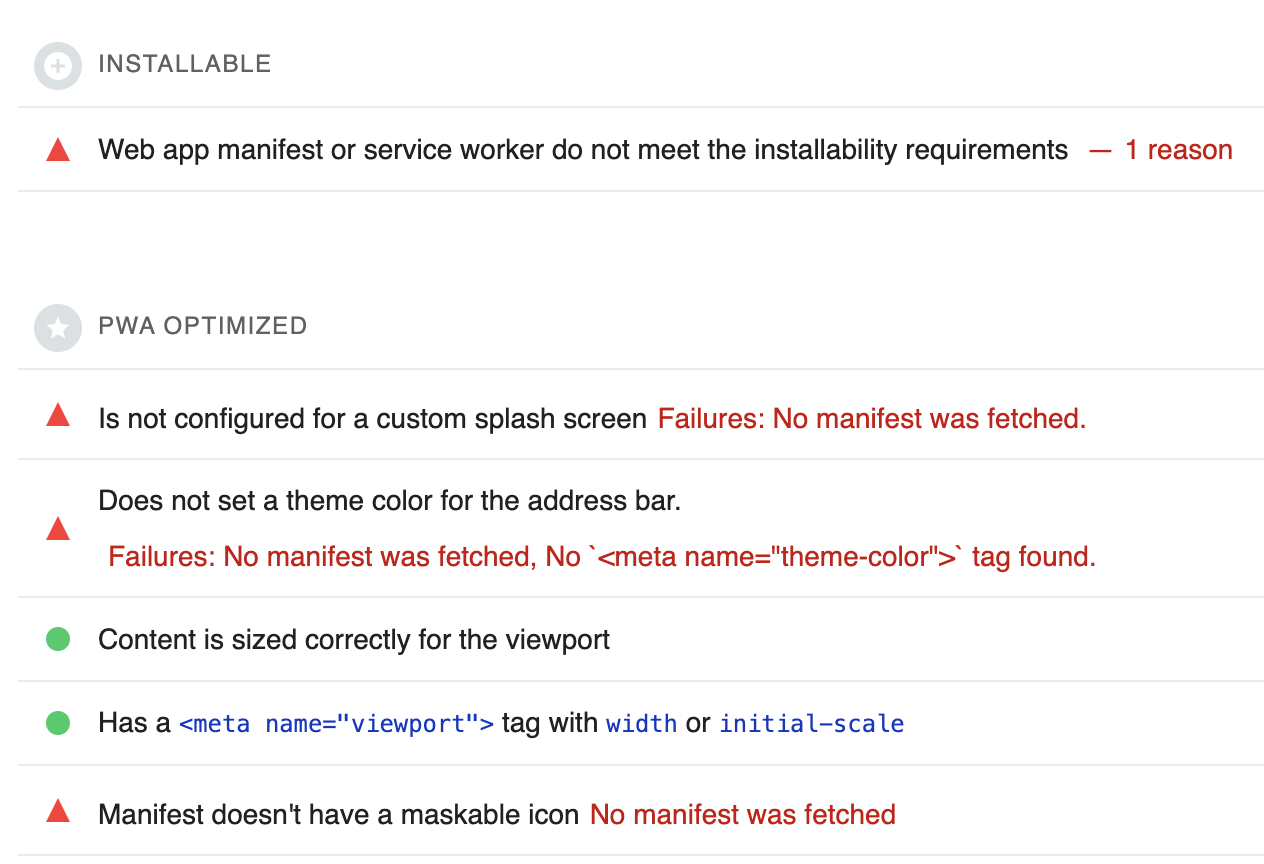 INSTALLABLE
Web app manifest or service worker do not meet the installability requirements — 1 reason
PWA OPTIMIZED
Is not configured for a custom splash screen Failures: No manifest was fetched.
Does not set a theme color for the address bar.
Failures: No manifest was fetched, No `<meta name="theme-color">` tag found.
Content is sized correctly for the viewport
Has a <meta name="viewport"> tag with width or initial-scale
Manifest doesn't have a maskable icon No manifest was fetched